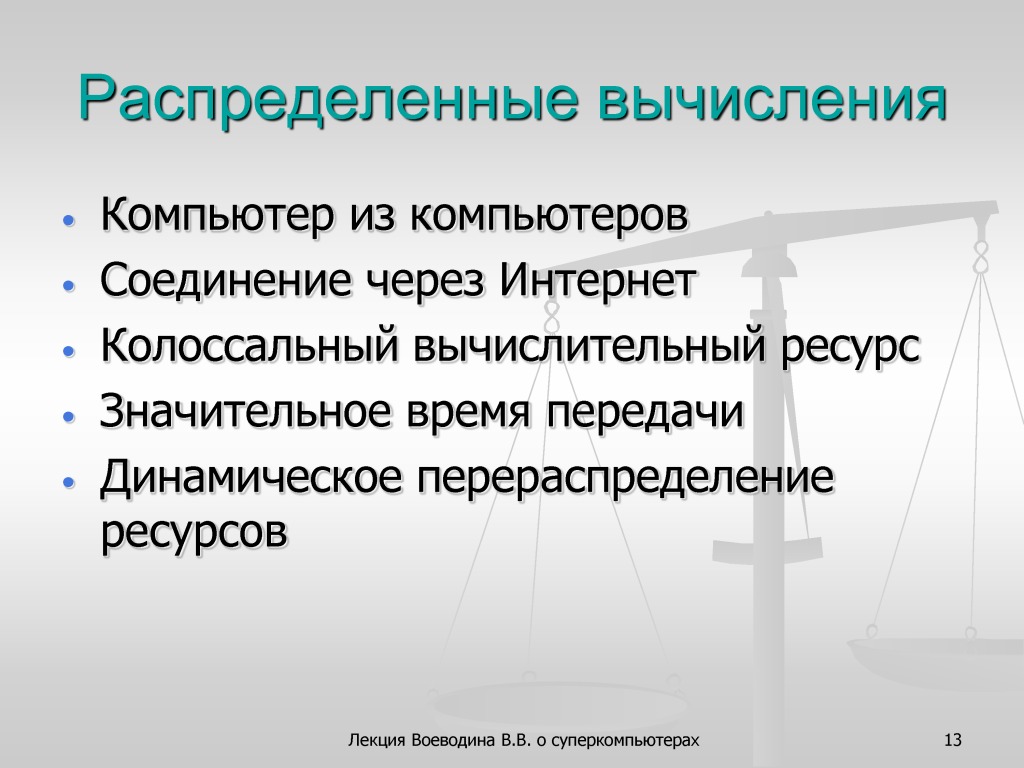 Распределенные вычисления
• Компьютер из компьютеров
• Соединение через Интернет
• Колоссальный вычислительный ресурс
• Значительное время передачи
• Динамическое перераспределение
ресурсов
Лекция Воеводина В.В. о суперкомпьютерах 13